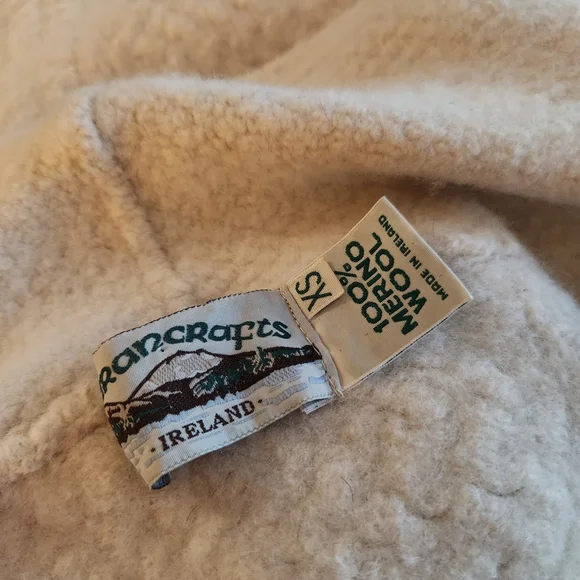 rancrafts
· IRELAND ·
XS
100%
MERINO
WOOL
MADE IN IRELAND